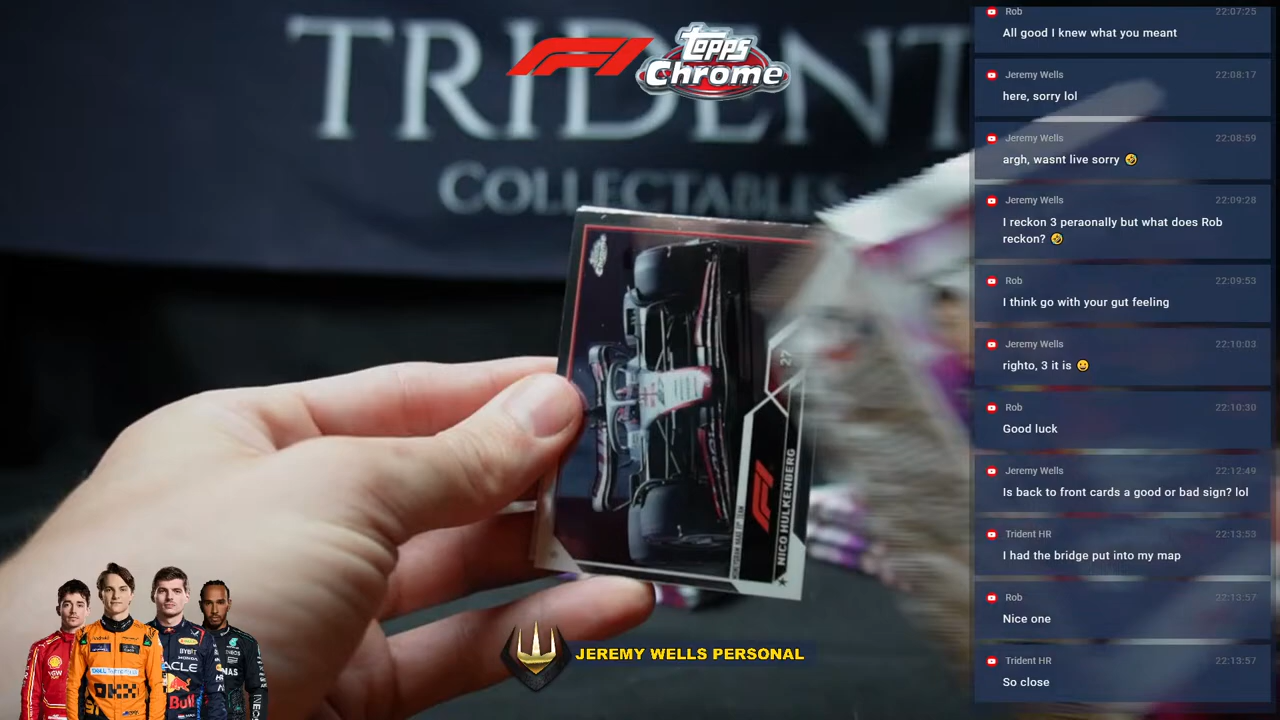 TRIDENT
COLLECTABLES
F1
TOPPS
Chrome
27
F1
NICO HULKENBERG
JEREMY WELLS PERSONAL
Rob 22:07:25
All good I knew what you meant
Jeremy Wells 22:08:17
here, sorry lol
Jeremy Wells 22:08:59
argh, wasnt live sorry 🤣
Jeremy Wells 22:09:28
I reckon 3 peraonally but what does Rob
reckon? 🤣
Rob 22:09:53
I think go with your gut feeling
Jeremy Wells 22:10:03
righto, 3 it is 😀
Rob 22:10:30
Good luck
Jeremy Wells 22:12:49
Is back to front cards a good or bad sign? lol
Trident HR 22:13:53
I had the bridge put into my map
Rob 22:13:57
Nice one
Trident HR 22:13:57
So close